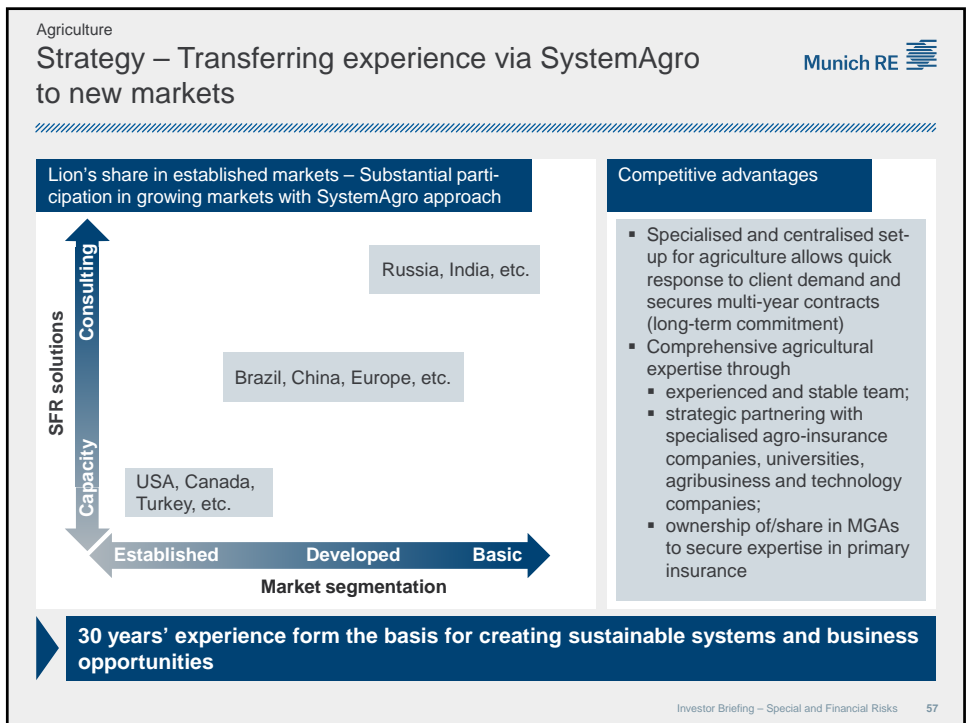 Agriculture
Strategy – Transferring experience via SystemAgro
to new markets
Munich RE
Lion's share in established markets – Substantial parti-
cipation in growing markets with SystemAgro approach
SFR solutions
Consulting
Capacity
Russia, India, etc.
Brazil, China, Europe, etc.
USA, Canada,
Turkey, etc.
Established Developed Basic
Market segmentation
Competitive advantages
▪ Specialised and centralised set-
up for agriculture allows quick
response to client demand and
secures multi-year contracts
(long-term commitment)
▪ Comprehensive agricultural
expertise through
▪ experienced and stable team;
▪ strategic partnering with
specialised agro-insurance
companies, universities,
agribusiness and technology
companies;
▪ ownership of/share in MGAs
to secure expertise in primary
insurance
30 years' experience form the basis for creating sustainable systems and business
opportunities
Investor Briefing – Special and Financial Risks 57